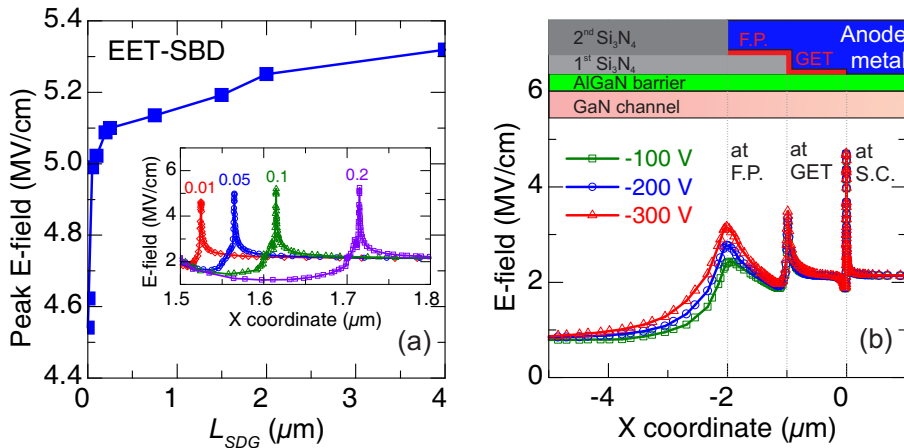 5.4
5.2
5.0
4.8
4.6
4.4
Peak E-field (MV/cm)
EET-SBD
6
4
2
E-field (MV/cm)
0.01
0.05
0.1
0.2
1.5
1.6
1.7
1.8
X coordinate (µm)
(a)
0
1
2
3
4
L_SDG (µm)
2nd Si3N4
1st Si3N4
F.P.
GET
Anode
metal
AlGaN barrier
GaN channel
6
4
2
0
E-field (MV/cm)
-100 V
-200 V
-300 V
at
F.P.
at
GET
at
S.C.
(b)
-4
-2
0
X coordinate (µm)